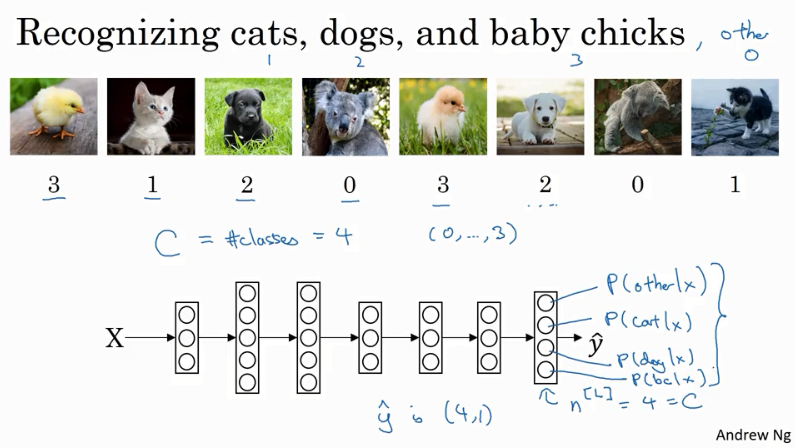 Recognizing cats, dogs, and baby chicks, other
1 2 3 0
3 1 2 0 3 2 0 1
C = #classes = 4 (0, ..., 3)
P(other|x)
P(cat|x)
X ŷ
P(dog|x)
P(bc|x)
ŷ is (4,1)
n[L] = 4 = C
Andrew Ng